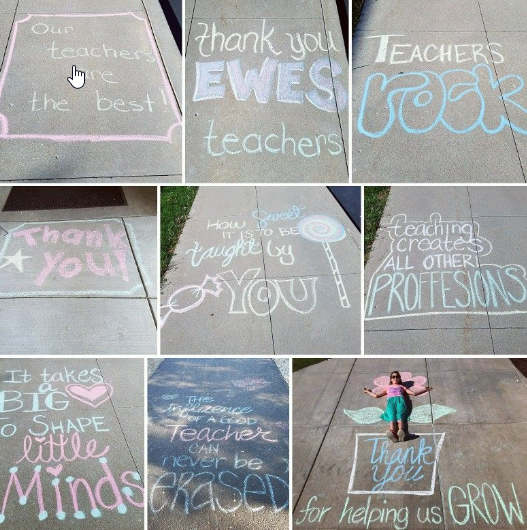 Our
teachers
are
the best!
thank you
EWES
teachers
TEACHERS
rock
Thank
you!
HOW Sweet
IT IS TO BE
taught by
YOU
teaching
creates
ALL OTHER
PROFFESIONS
It takes
a
BIG
TO SHAPE
little
Minds
THE
influence
OF A GOOD
Teacher
CAN
never be
erased
Thank
you
for helping us GROW